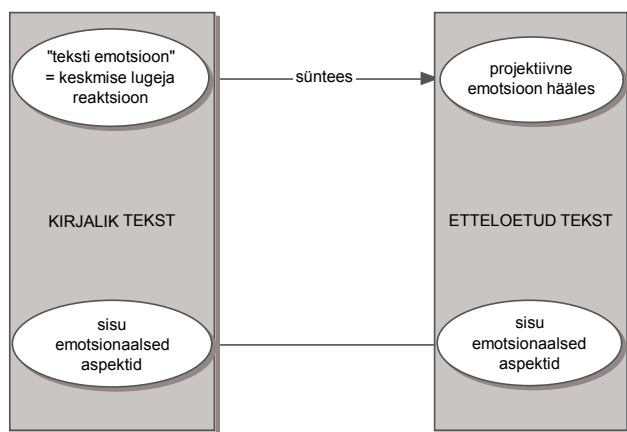 "teksti emotsioon"
= keskmise lugeja
reaktsioon
süntees
projektiivne
emotsioon hääles
KIRJALIK TEKST
ETTELOETUD TEKST
sisu
emotsionaalsed
aspektid
sisu
emotsionaalsed
aspektid